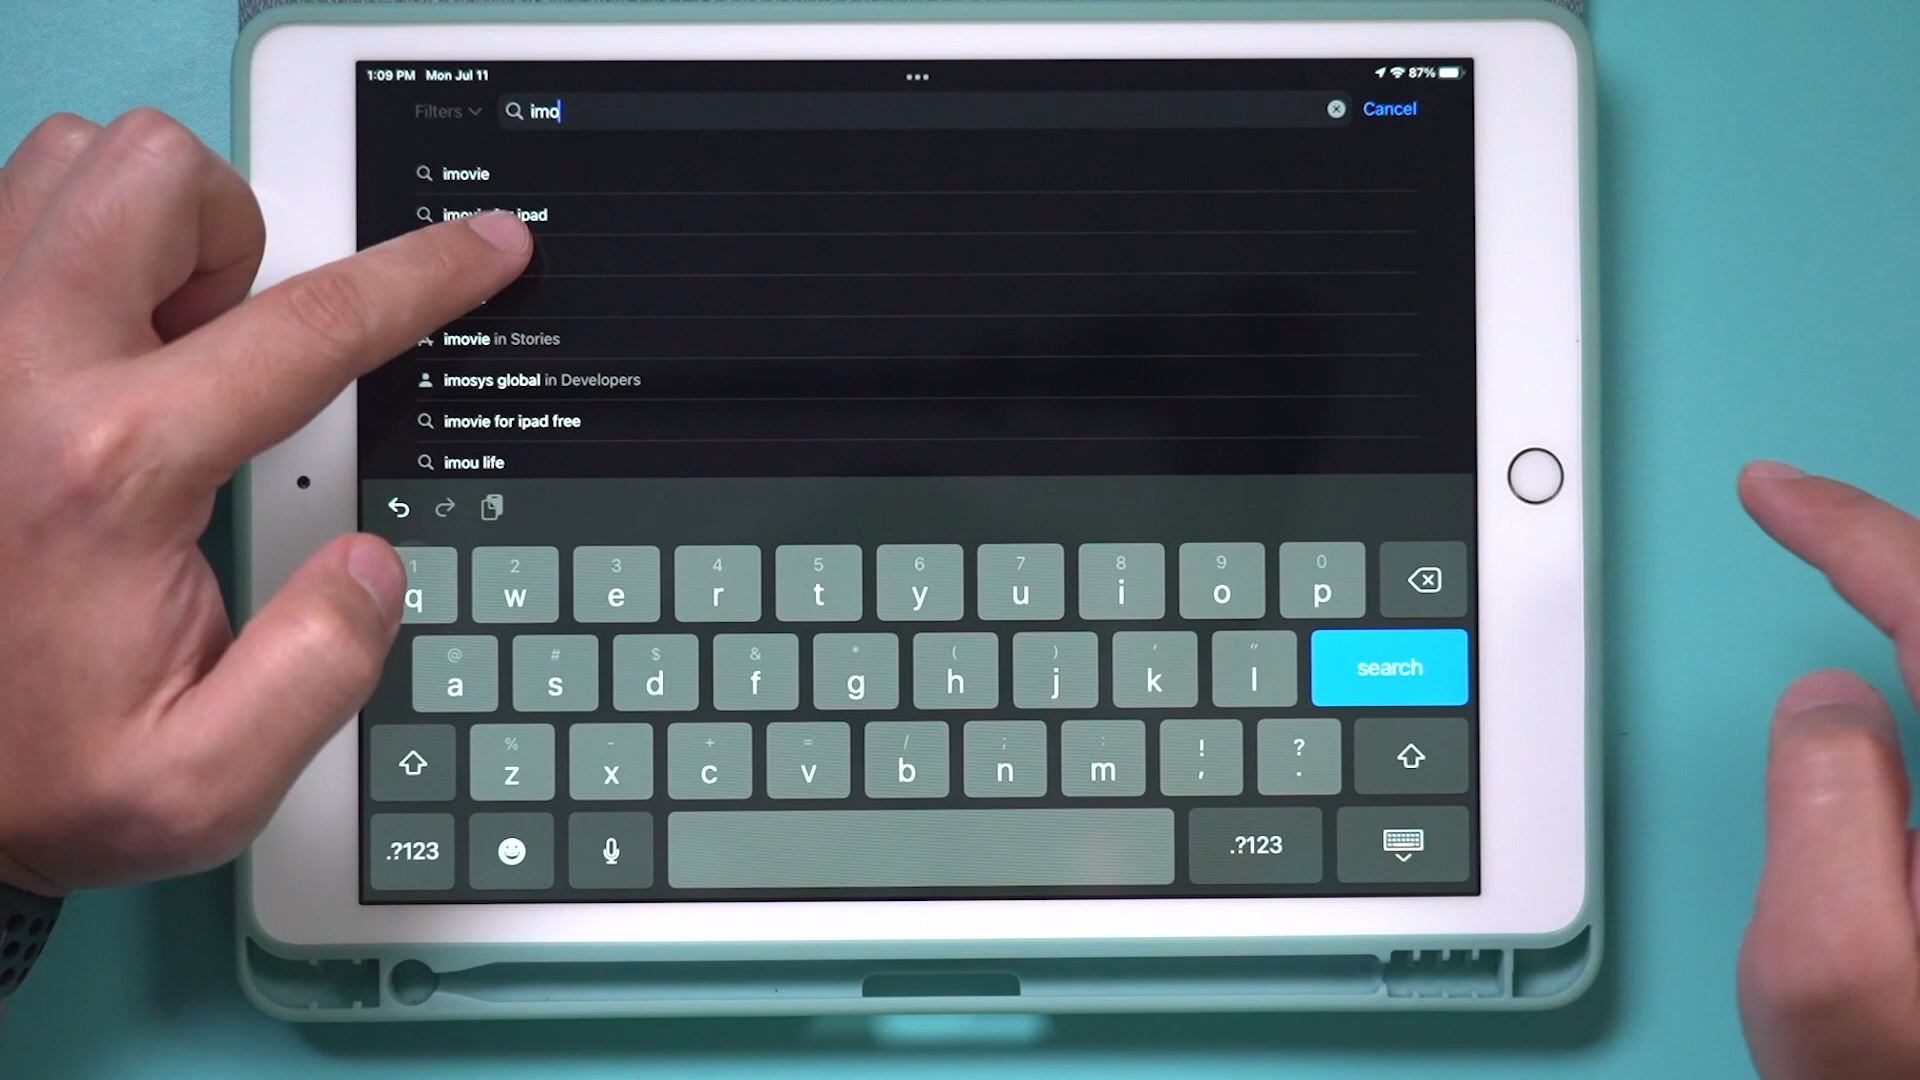 1:09 PM Mon Jul 11
87%
Filters
imo
Cancel
imovie
ipad
imovie in Stories
imosys global in Developers
imovie for ipad free
imou life
1 2 3 4 5 6 7 8 9 0
q w e r t y u i o p
@ # $ & * ( ) ' "
a s d f g h j k l search
% - + = / ; : ! ?
z x c v b n m , .
.?123 .?123